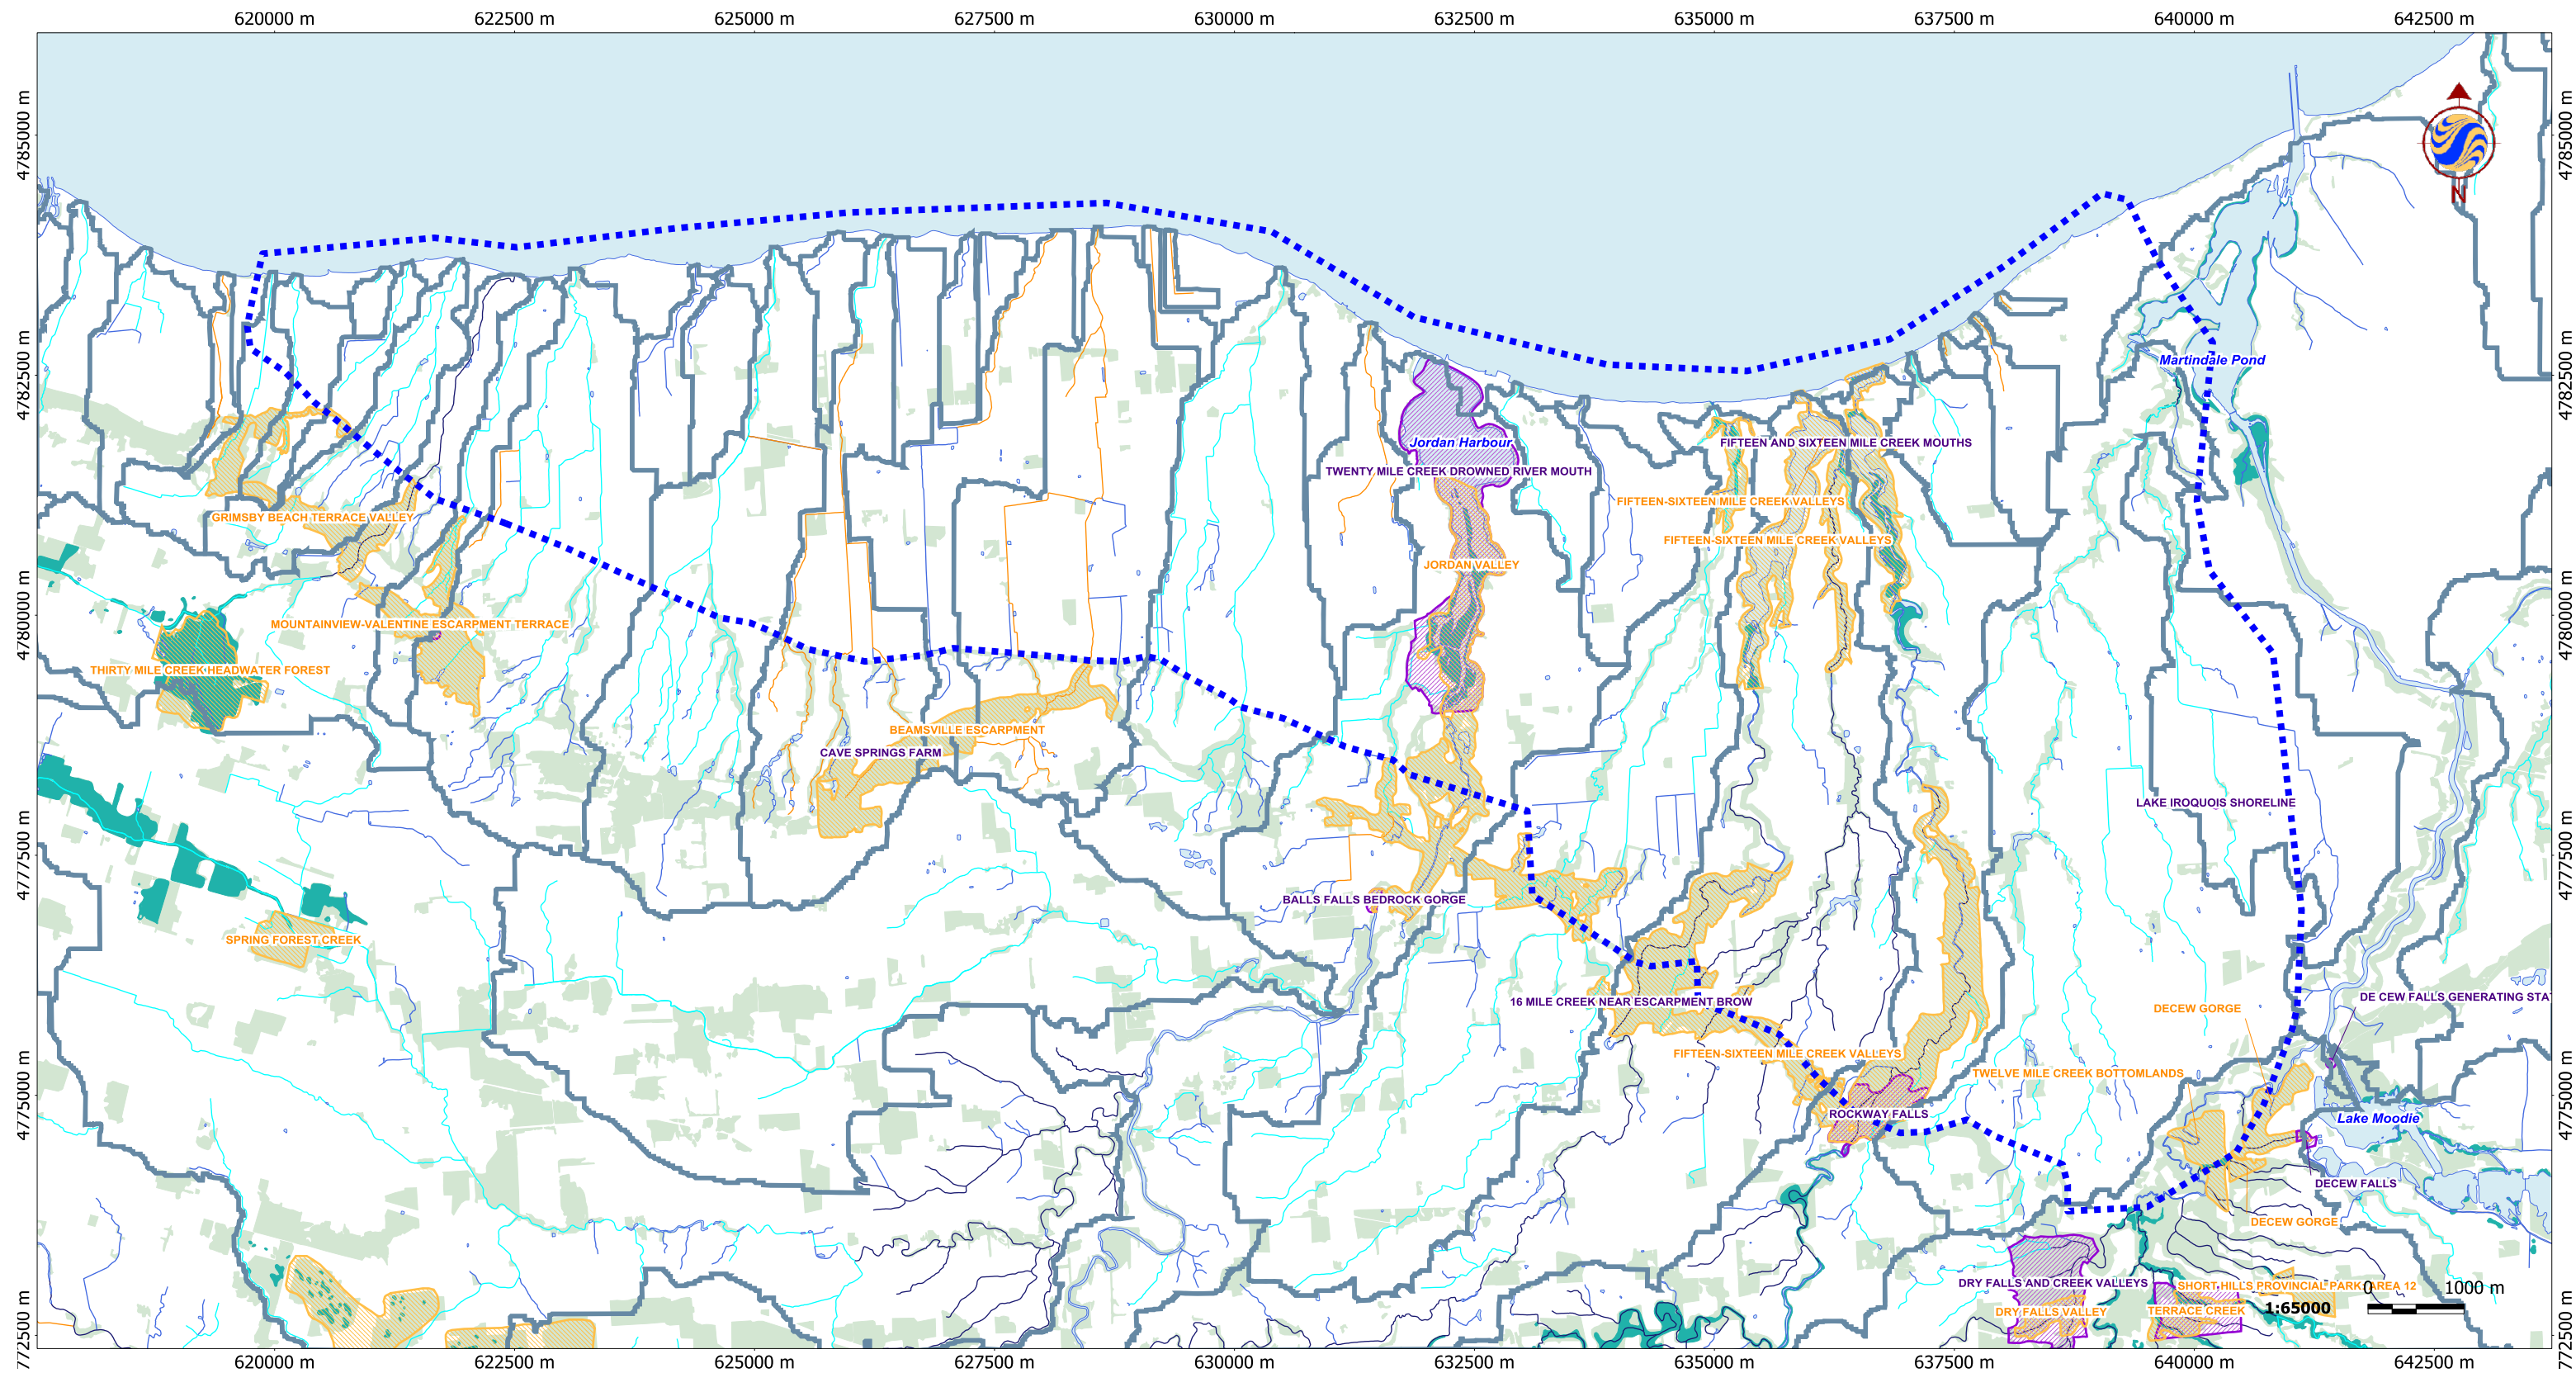 620000 m 622500 m 625000 m 627500 m 630000 m 632500 m 635000 m 637500 m 640000 m 642500 m
4785000 m
4785000 m
N
4782500 m
4782500 m
Martindale Pond
Jordan Harbour
FIFTEEN AND SIXTEEN MILE CREEK MOUTHS
TWENTY MILE CREEK DROWNED RIVER MOUTH
FIFTEEN-SIXTEEN MILE CREEK VALLEYS
GRIMSBY BEACH TERRACE VALLEY
FIFTEEN-SIXTEEN MILE CREEK VALLEYS
JORDAN VALLEY
4780000 m
4780000 m
MOUNTAINVIEW-VALENTINE ESCARPMENT TERRACE
THIRTY MILE CREEK HEADWATER FOREST
BEAMSVILLE ESCARPMENT
CAVE SPRINGS FARM
LAKE IROQUOIS SHORELINE
4777500 m
4777500 m
BALLS FALLS BEDROCK GORGE
SPRING FOREST CREEK
DE CEW FALLS GENERATING STA
16 MILE CREEK NEAR ESCARPMENT BROW
DECEW GORGE
FIFTEEN-SIXTEEN MILE CREEK VALLEYS
TWELVE MILE CREEK BOTTOMLANDS
4775000 m
4775000 m
ROCKWAY FALLS
Lake Moodie
DECEW FALLS
DECEW GORGE
DRY FALLS AND CREEK VALLEYS
SHORT HILLS PROVINCIAL PARK AREA 12
0 1000 m
1:65000
DRY FALLS VALLEY
TERRACE CREEK
4772500 m
4772500 m
620000 m 622500 m 625000 m 627500 m 630000 m 632500 m 635000 m 637500 m 640000 m 642500 m